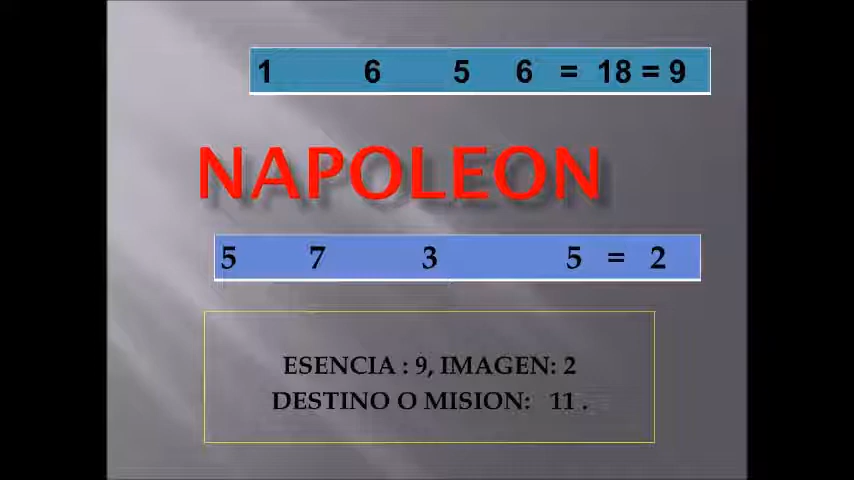 1 6 5 6 = 18 = 9
NAPOLEON
5 7 3 5 = 2
ESENCIA : 9, IMAGEN: 2
DESTINO O MISION: 11 .